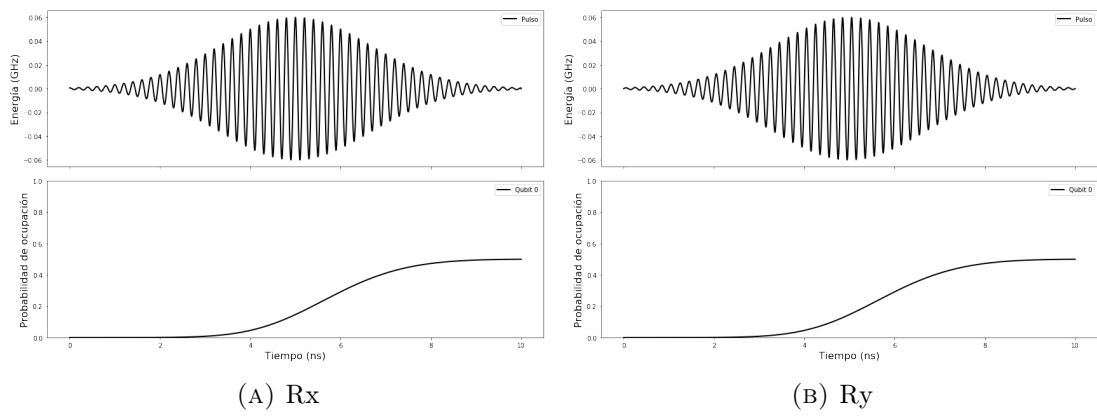 Energía (GHz)
0.06
0.04
0.02
0.00
−0.02
−0.04
−0.06
Pulso
Probabilidad de ocupación
1.0
0.8
0.6
0.4
0.2
0.0
Qubit 0
0 2 4 6 8 10
Tiempo (ns)
(A) Rx
Energía (GHz)
0.06
0.04
0.02
0.00
−0.02
−0.04
−0.06
Pulso
Probabilidad de ocupación
1.0
0.8
0.6
0.4
0.2
0.0
Qubit 0
0 2 4 6 8 10
Tiempo (ns)
(B) Ry